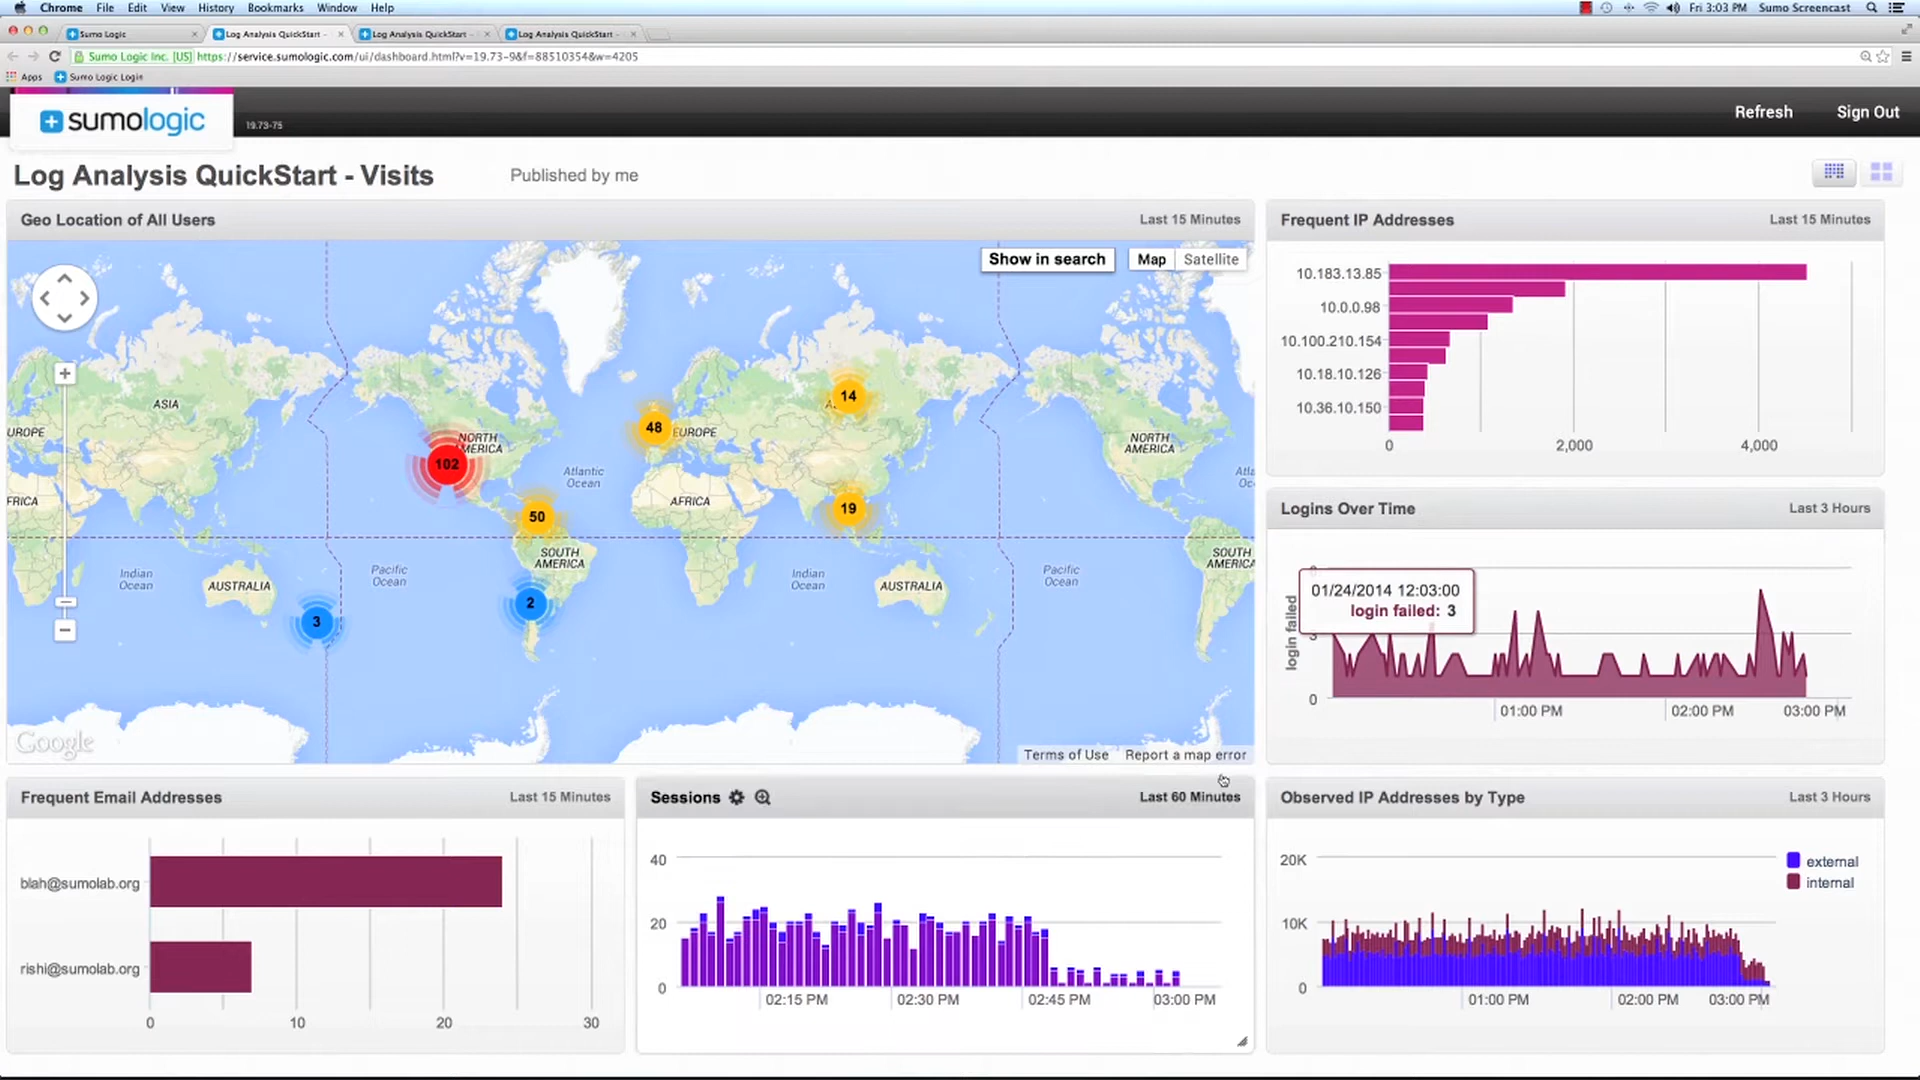 Chrome File Edit View History Bookmarks Window Help Fri 3:03 PM Sumo Screencast
Sumo Logic
Log Analysis QuickStart -
Log Analysis QuickStart -
Log Analysis QuickStart -
Sumo Logic Inc. [US] https://service.sumologic.com/ui/dashboard.html?v=19.73-9&f=88510354&w=4205
Apps Sumo Logic Login
sumologic 19.73-75 Refresh Sign Out
Log Analysis QuickStart - Visits Published by me
Geo Location of All Users Last 15 Minutes
Show in search Map Satellite
ASIA
EUROPE
FRICA
Indian
Ocean
AUSTRALIA
Pacific
Ocean
NORTH
AMERICA
102
50
SOUTH
AMERICA
2
3
Atlantic
Ocean
48
EUROPE
14
AFRICA
19
Indian
Ocean
AUSTRALIA
Pacific
Ocean
NORTH
AMERICA
SOUTH
AMERICA
Google
Terms of Use Report a map error
Frequent IP Addresses Last 15 Minutes
10.183.13.85
10.0.0.98
10.100.210.154
10.18.10.126
10.36.10.150
0 2,000 4,000
Logins Over Time Last 3 Hours
01/24/2014 12:03:00
login failed: 3
login failed
3
0
01:00 PM 02:00 PM 03:00 PM
Frequent Email Addresses Last 15 Minutes
blah@sumolab.org
rishi@sumolab.org
0 10 20 30
Sessions Last 60 Minutes
40
20
0
02:15 PM 02:30 PM 02:45 PM 03:00 PM
Observed IP Addresses by Type Last 3 Hours
20K
10K
0
01:00 PM 02:00 PM 03:00 PM
external
internal